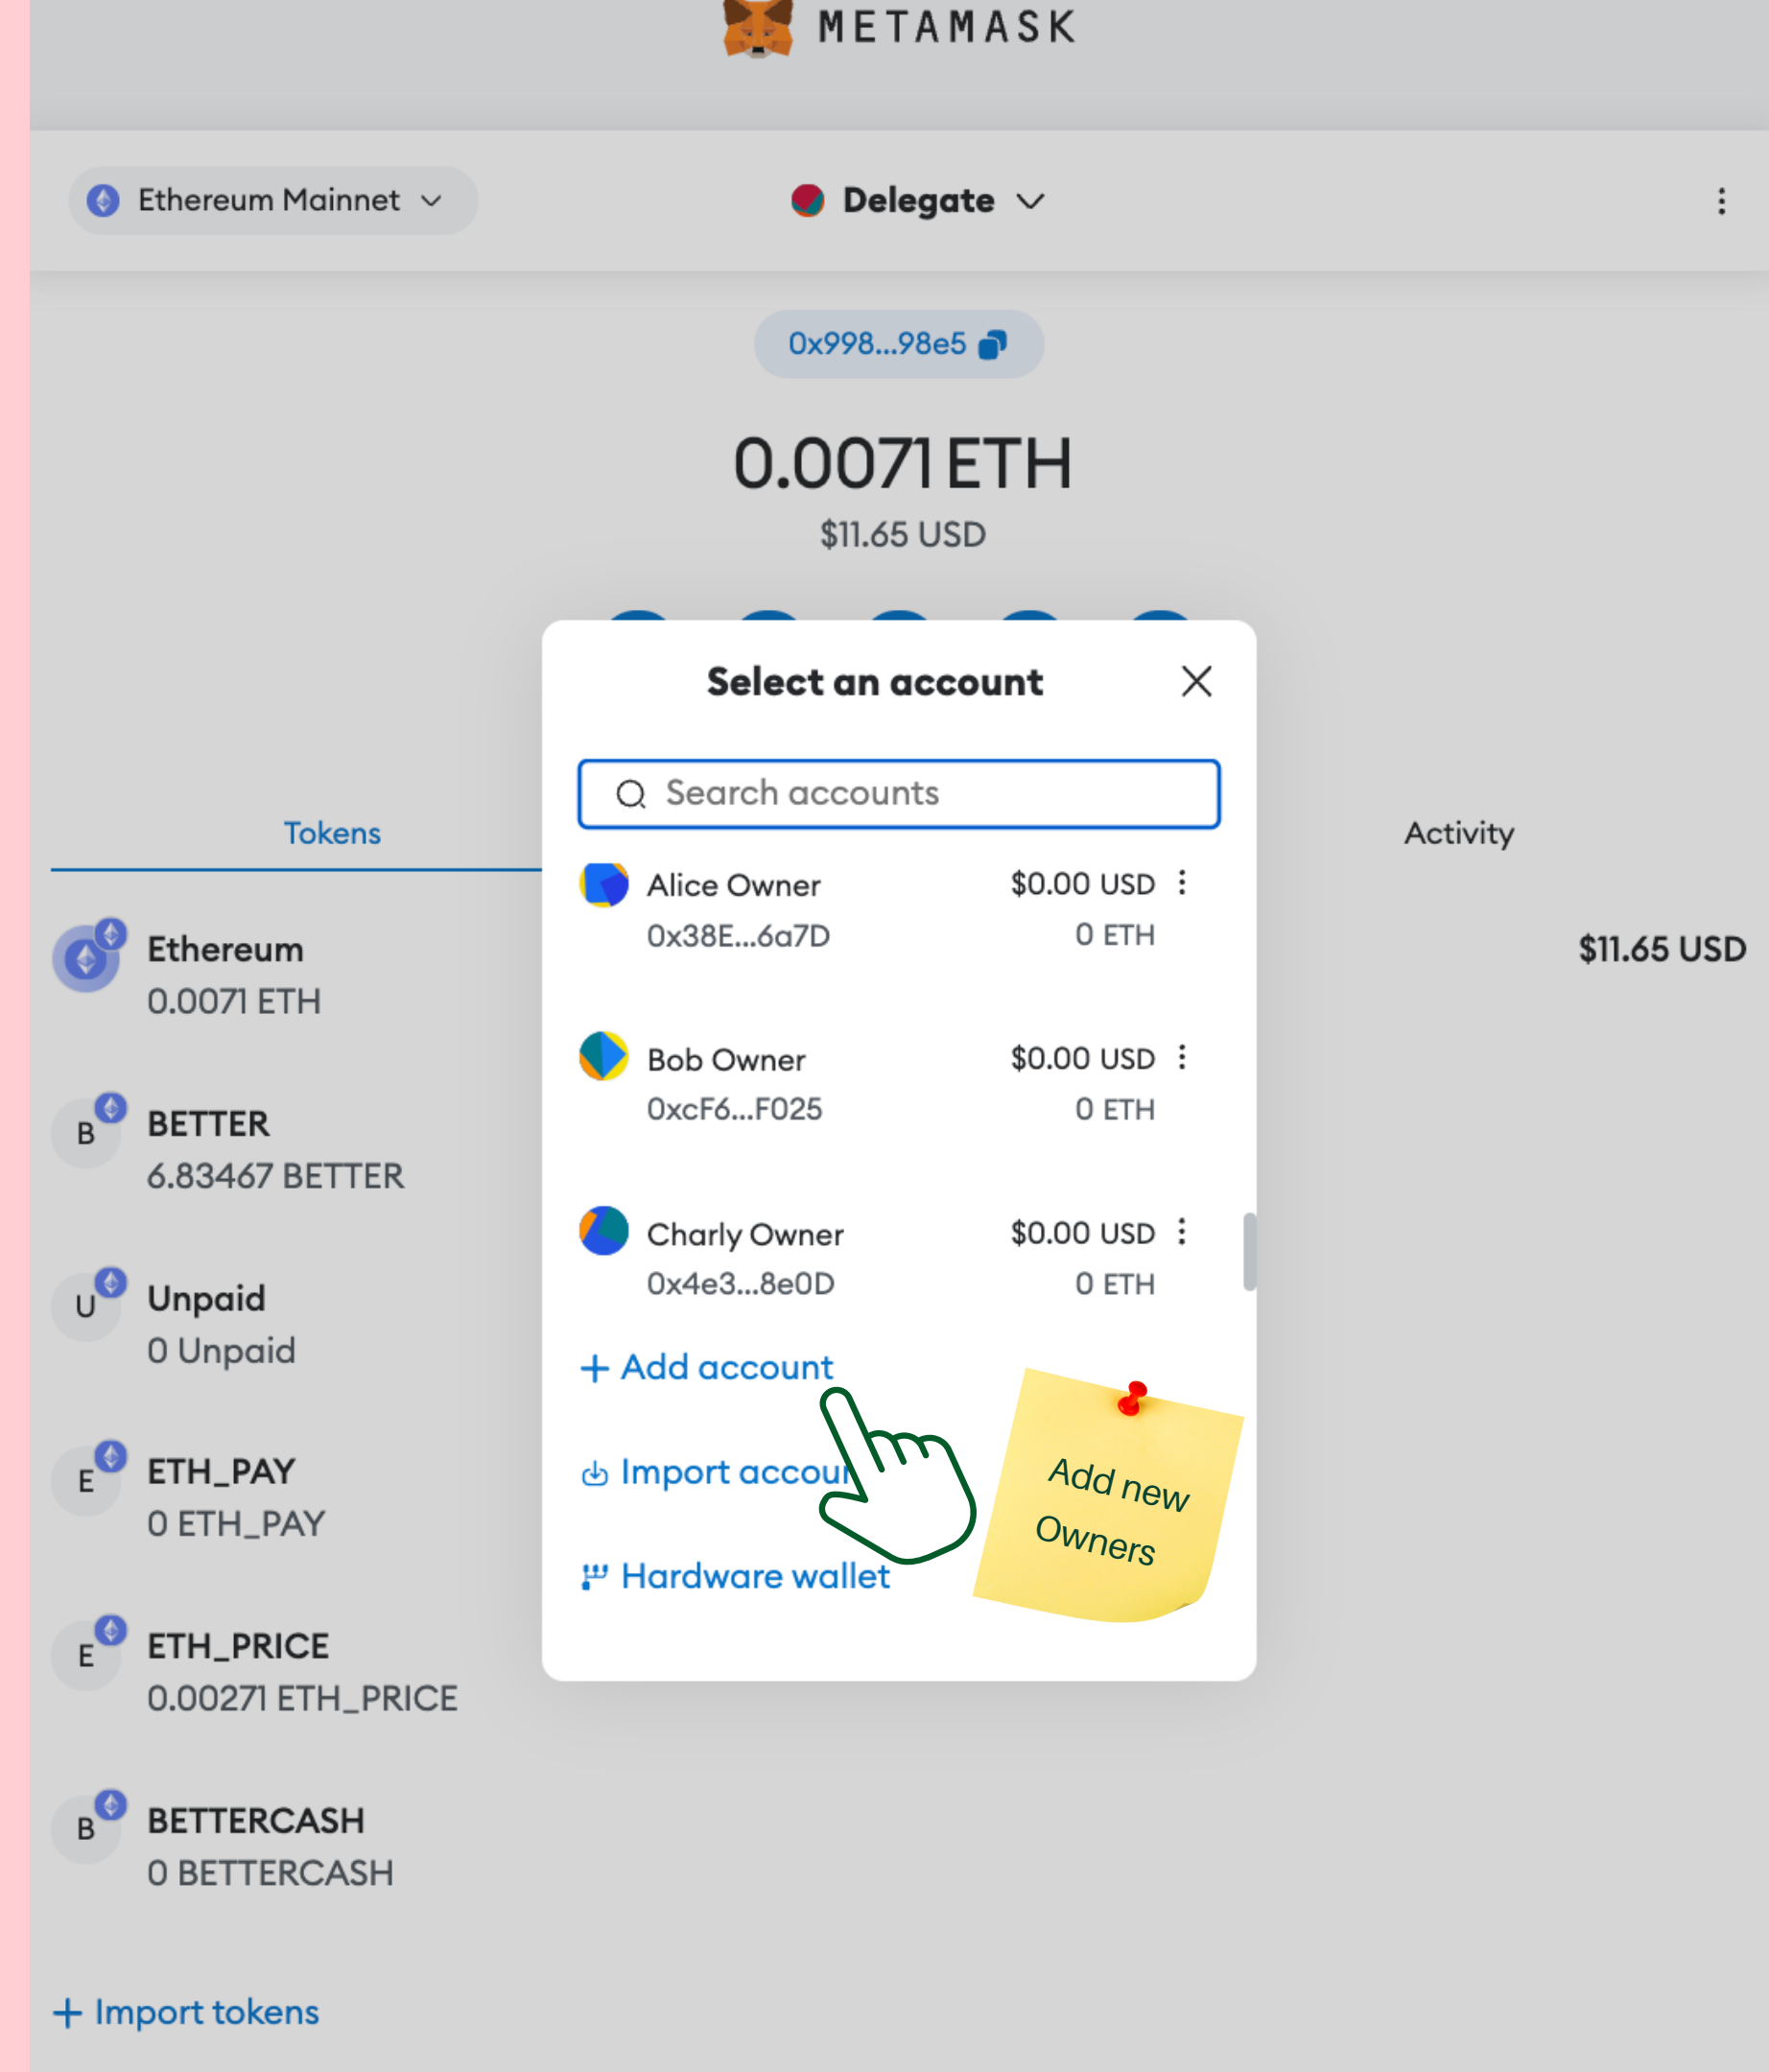 METAMASK
Ethereum Mainnet
Delegate
0x998...98e5
0.0071 ETH
$11.65 USD
Select an account
Search accounts
Tokens
Activity
Alice Owner
$0.00 USD
0x38E...6a7D
0 ETH
Bob Owner
$0.00 USD
0xcF6...F025
0 ETH
Charly Owner
$0.00 USD
0x4e3...8e0D
0 ETH
+ Add account
Import accoun
Hardware wallet
Add new
Owners
Ethereum
$11.65 USD
0.0071 ETH
B
BETTER
6.83467 BETTER
U
Unpaid
0 Unpaid
E
ETH_PAY
0 ETH_PAY
E
ETH_PRICE
0.00271 ETH_PRICE
B
BETTERCASH
0 BETTERCASH
+ Import tokens